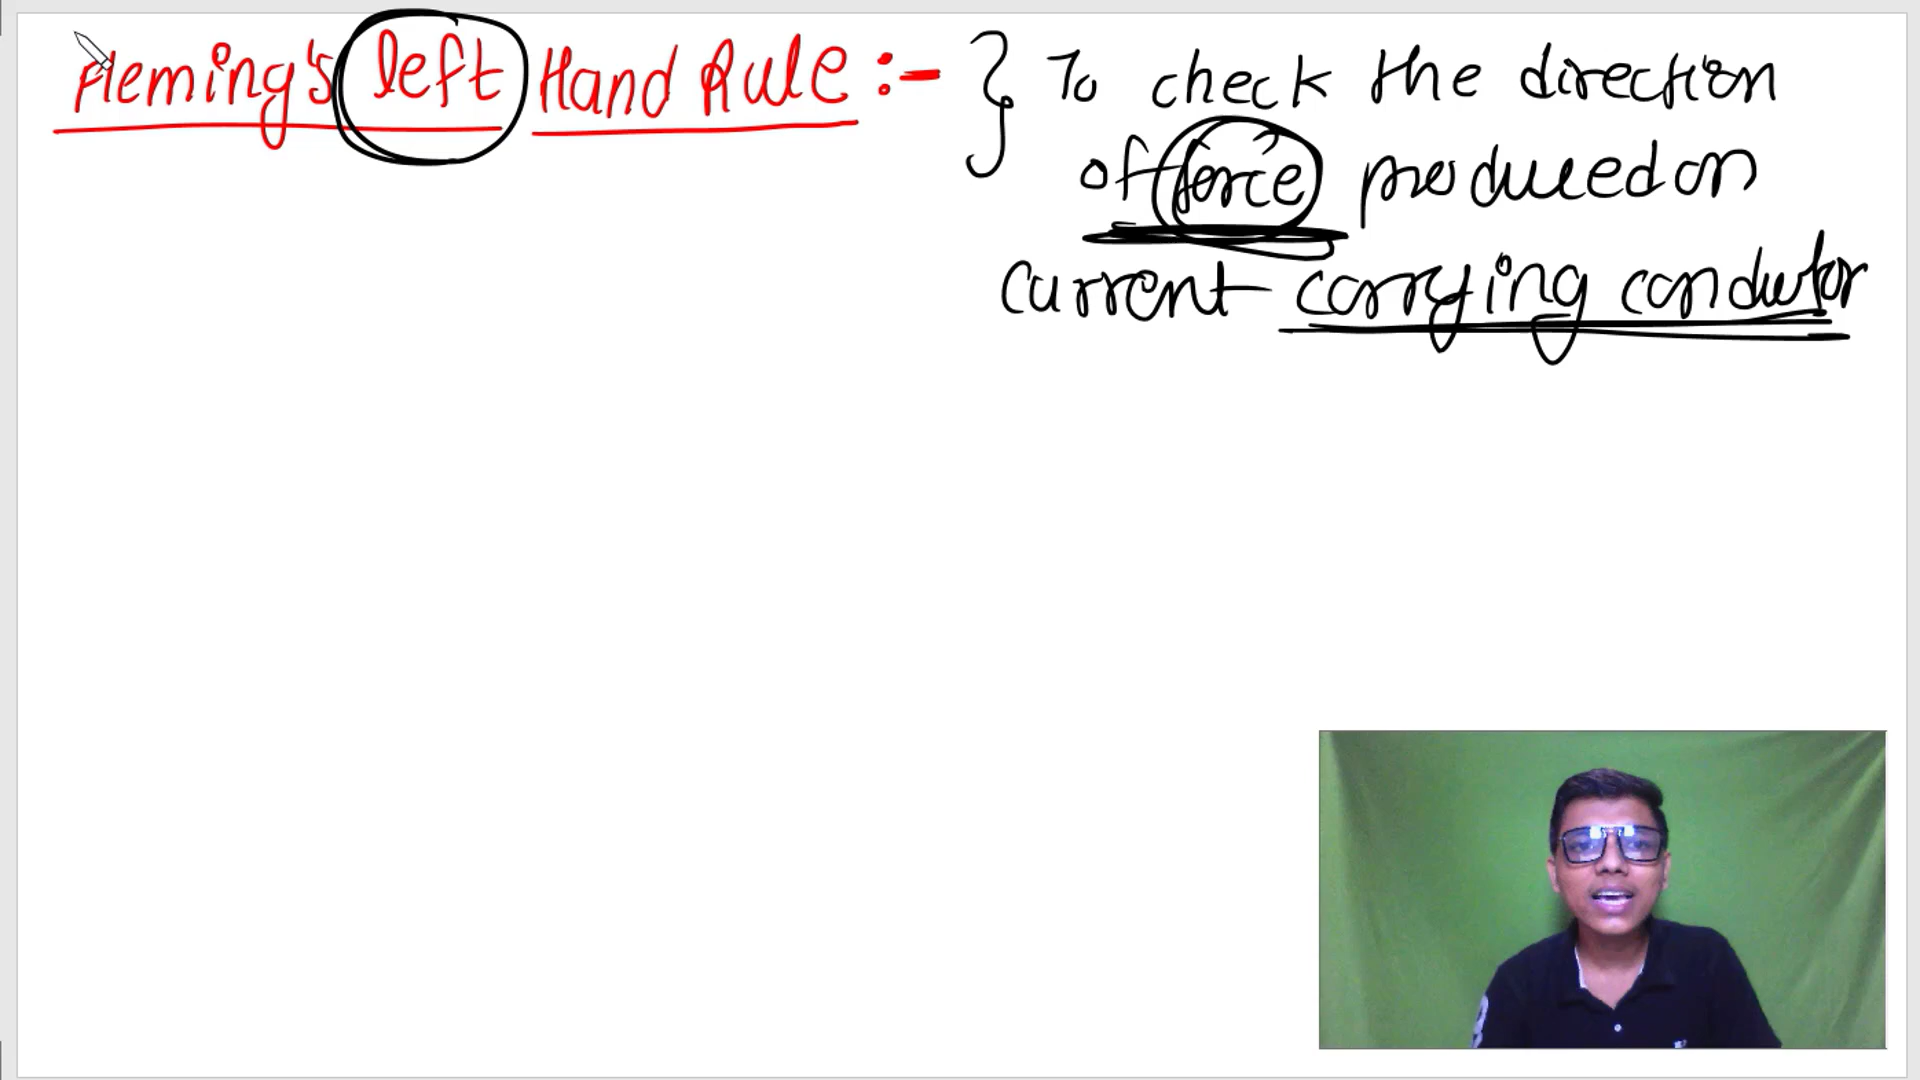 Fleming's left Hand Rule :-
To check the direction
of force produced on
current carrying conductor